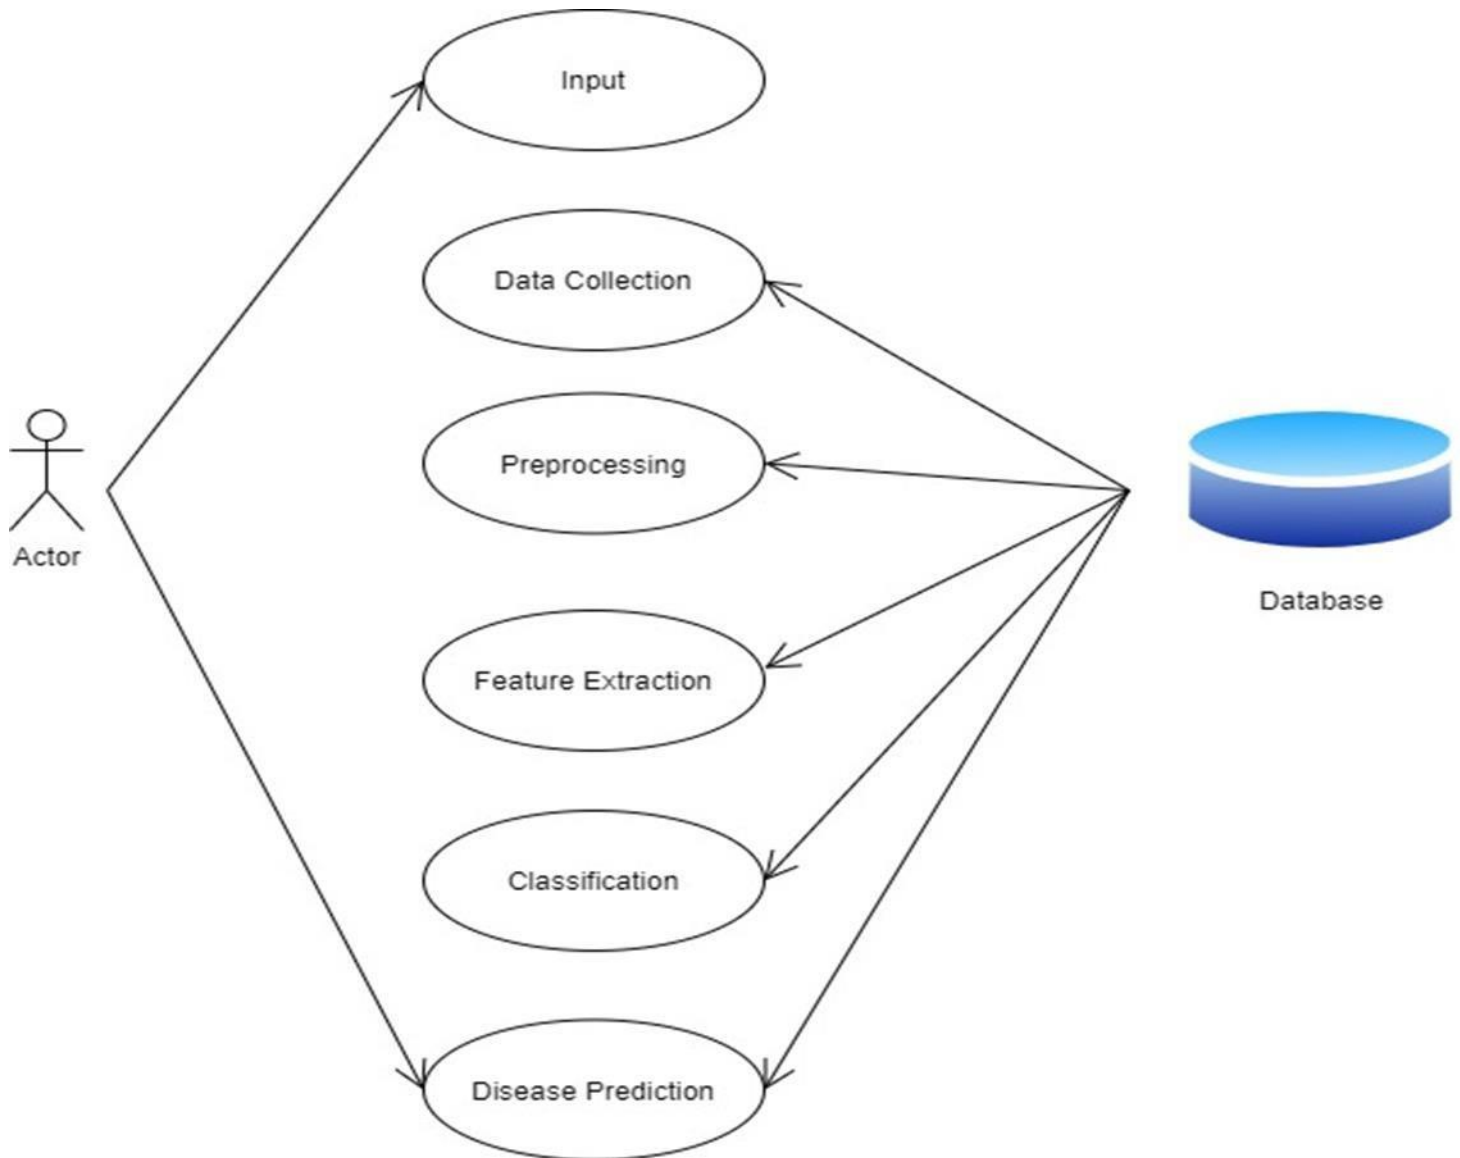 Input
Data Collection
Preprocessing
Actor
Database
Feature Extraction
Classification
Disease Prediction